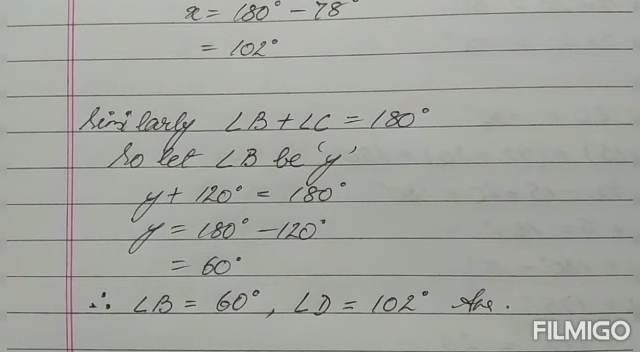 x = 180° - 78°
= 102°
Similarly ∠B + ∠C = 180°
So let ∠B be 'y'
y + 120° = 180°
y = 180° - 120°
= 60°
∴ ∠B = 60°, ∠D = 102° Ans.
FILMIGO